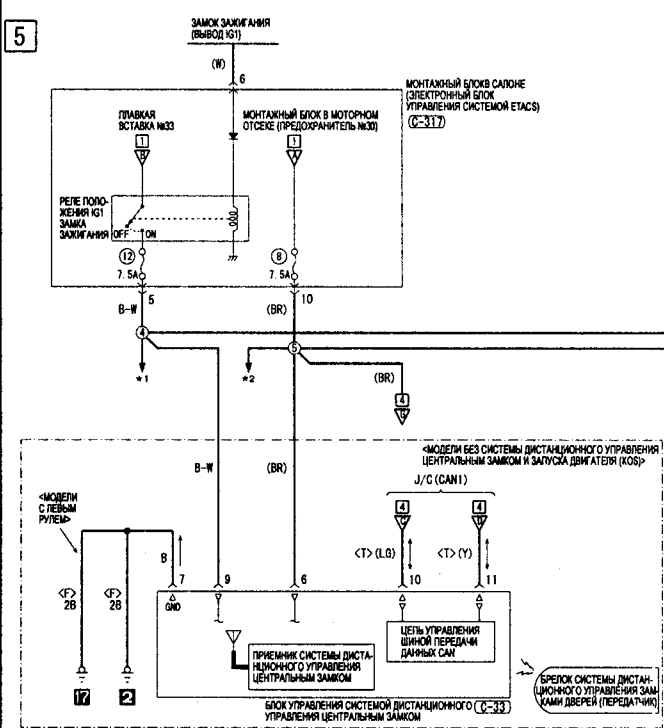 5
ЗАМОК ЗАЖИГАНИЯ
(ВЫВОД IG1)
(W)
6
МОНТАЖНЫЙ БЛОКВ САЛОНЕ
(ЭЛЕКТРОННЫЙ БЛОК
УПРАВЛЕНИЯ СИСТЕМОЙ ETACS)
C-317
ПЛАВКАЯ
ВСТАВКА №33
МОНТАЖНЫЙ БЛОК В МОТОРНОМ
ОТСЕКЕ (ПРЕДОХРАНИТЕЛЬ №30)
1
B
1
A
РЕЛЕ ПОЛО-
ЖЕНИЯ IG1
ЗАМКА
ЗАЖИГАНИЯ
OFF ON
12
7.5A
8
7.5A
5
10
B-W
(BR)
4
5
*1
*2
(BR)
4
G
<МОДЕЛИ БЕЗ СИСТЕМЫ ДИСТАНЦИОННОГО УПРАВЛЕНИЯ
ЦЕНТРАЛЬНЫМ ЗАМКОМ И ЗАПУСКА ДВИГАТЕЛЯ (KOS)>
B-W
(BR)
J/C (CAN1)
<МОДЕЛИ
С ЛЕВЫМ
РУЛЕМ>
4
C
4
D
B
<T>(LG)
<T>(Y)
<F>
2B
<F>
2B
7
9
6
10
11
GND
ЦЕПЬ УПРАВЛЕНИЯ
ШИНОЙ ПЕРЕДАЧИ
ДАННЫХ CAN
ПРИЕМНИК СИСТЕМЫ ДИСТА-
НЦИОННОГО УПРАВЛЕНИЯ
ЦЕНТРАЛЬНЫМ ЗАМКОМ
17
2
БРЕЛОК СИСТЕМЫ ДИСТАН-
ЦИОННОГО УПРАВЛЕНИЯ ЗАМ-
КАМИ ДВЕРЕЙ (ПЕРЕДАТЧИК)
БЛОК УПРАВЛЕНИЯ СИСТЕМОЙ ДИСТАНЦИОННОГО
УПРАВЛЕНИЯ ЦЕНТРАЛЬНЫМ ЗАМКОМ
C-33